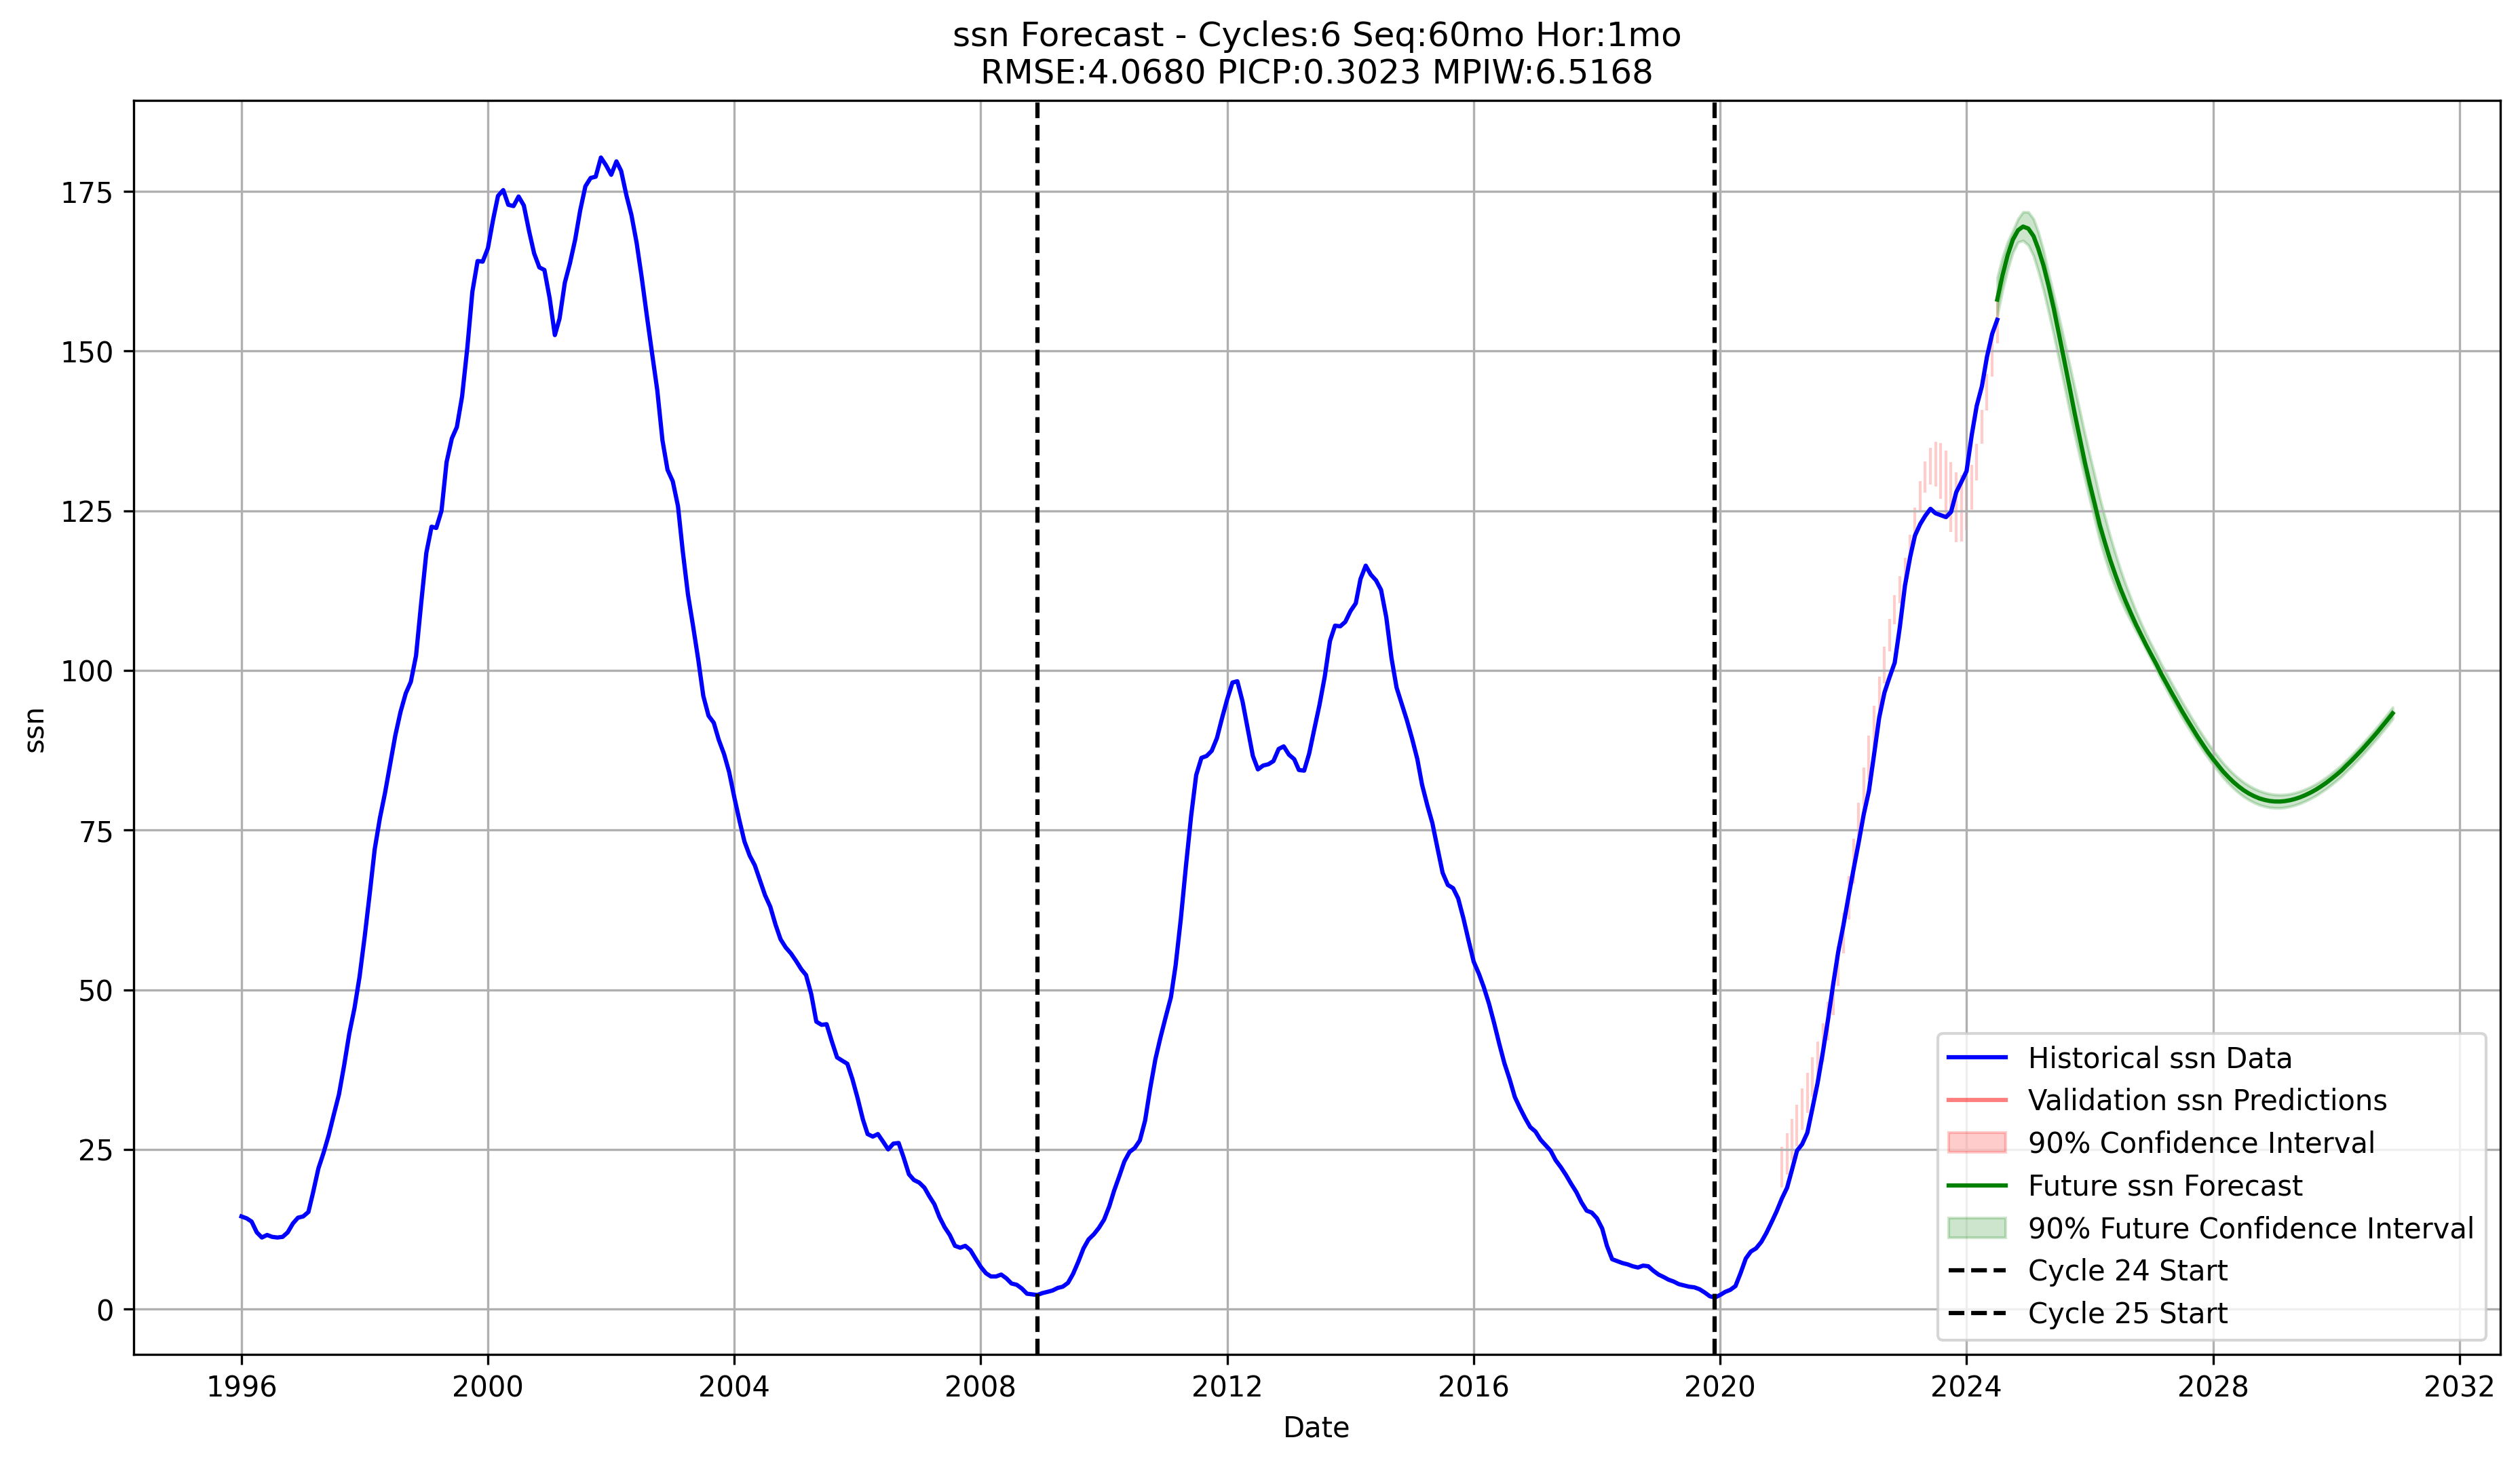 ssn Forecast - Cycles:6 Seq:60mo Hor:1mo
RMSE:4.0680 PICP:0.3023 MPIW:6.5168
175
150
125
100
75
50
25
0
ssn
1996 2000 2004 2008 2012 2016 2020 2024 2028 2032
Date
Historical ssn Data
Validation ssn Predictions
90% Confidence Interval
Future ssn Forecast
90% Future Confidence Interval
Cycle 24 Start
Cycle 25 Start